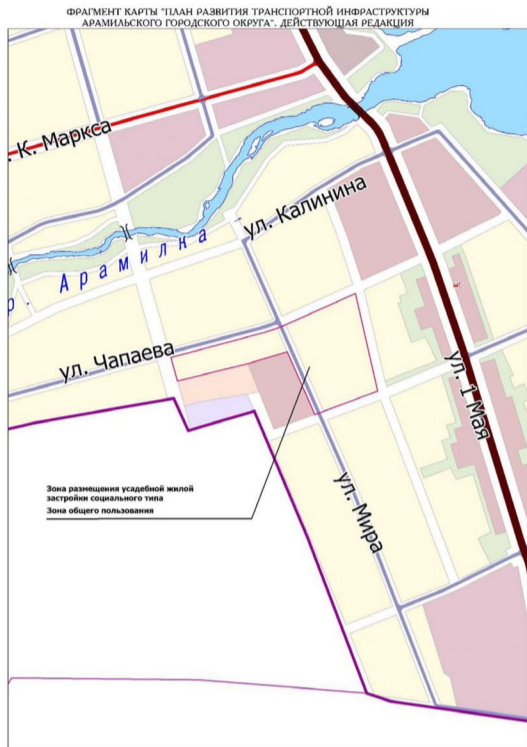 ФРАГМЕНТ КАРТЫ "ПЛАН РАЗВИТИЯ ТРАНСПОРТНОЙ ИНФРАСТРУКТУРЫ
АРАМИЛЬСКОГО ГОРОДСКОГО ОКРУГА". ДЕЙСТВУЮЩАЯ РЕДАКЦИЯ
. К. Маркса
ул. Калинина
р. Арамилка
ул. Чапаева
ул. 1 Мая
ул. Мира
Зона размещения усадебной жилой
застройки социального типа
Зона общего пользования